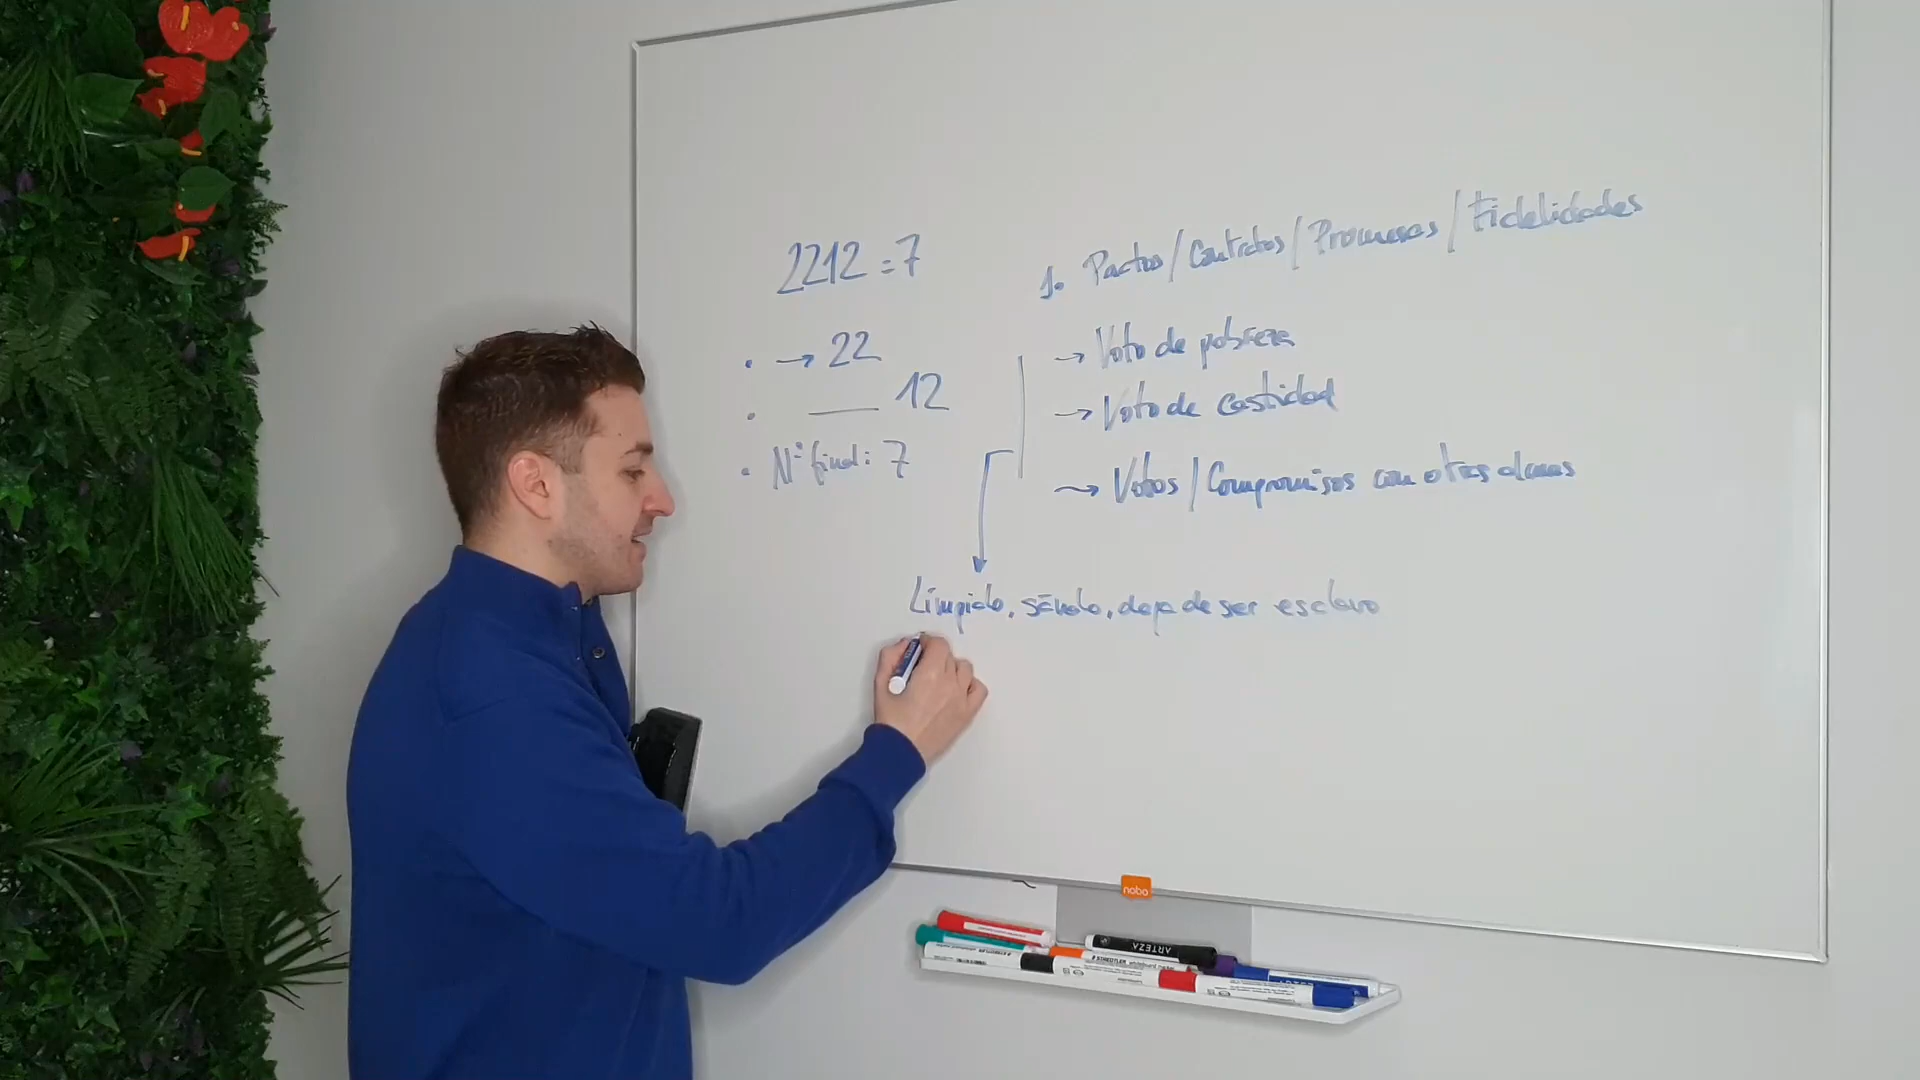 2212 = 7
• → 22
• __ 12
• Nº final: 7
1. Pactos / Contratos / Promesas / Fidelidades
→ Voto de pobreza
→ Voto de castidad
→ Votos / Compromisos con otras almas
Límpialo, sánalo, deja de ser esclavo
nobo
ARTEZA
STAEDTLER